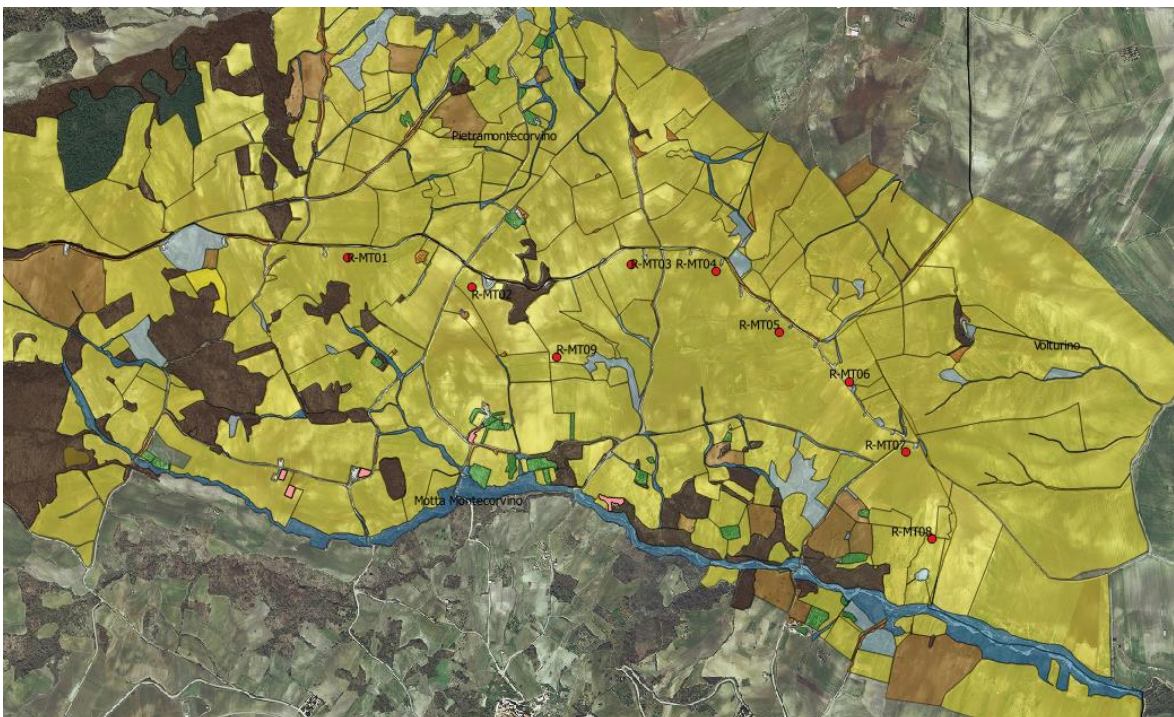 Pietramontecorvino
R-MT01
R-MT03
R-MT04
R-MT02
R-MT05
Volturino
R-MT09
R-MT06
R-MT07
Motta Montecorvino
R-MT08